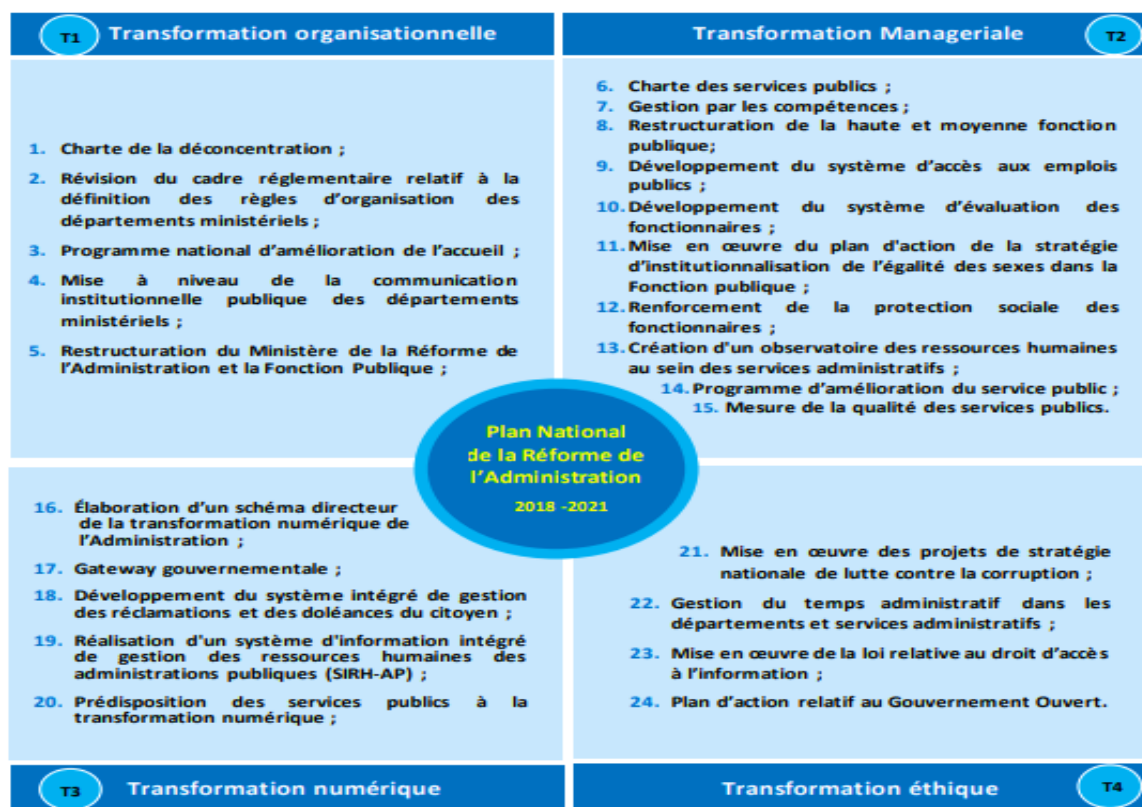 T1 Transformation organisationnelle
1. Charte de la déconcentration ;
2. Révision du cadre réglementaire relatif à la
définition des règles d'organisation des
départements ministériels ;
3. Programme national d'amélioration de l'accueil ;
4. Mise à niveau de la communication
institutionnelle publique des départements
ministériels ;
5. Restructuration du Ministère de la Réforme de
l'Administration et la Fonction Publique ;
Transformation Manageriale T2
6. Charte des services publics ;
7. Gestion par les compétences ;
8. Restructuration de la haute et moyenne fonction
publique;
9. Développement du système d'accès aux emplois
publics ;
10. Développement du système d'évaluation des
fonctionnaires ;
11. Mise en œuvre du plan d'action de la stratégie
d'institutionnalisation de l'égalité des sexes dans la
Fonction publique ;
12. Renforcement de la protection sociale des
fonctionnaires ;
13. Création d'un observatoire des ressources humaines
au sein des services administratifs ;
14. Programme d'amélioration du service public ;
15. Mesure de la qualité des services publics.
Plan National
de la Réforme de
l'Administration
2018 -2021
16. Élaboration d'un schéma directeur
de la transformation numérique de
l'Administration ;
17. Gateway gouvernementale ;
18. Développement du système intégré de gestion
des réclamations et des doléances du citoyen ;
19. Réalisation d'un système d'information intégré
de gestion des ressources humaines des
administrations publiques (SIRH-AP) ;
20. Prédisposition des services publics à la
transformation numérique ;
T3 Transformation numérique
21. Mise en œuvre des projets de stratégie
nationale de lutte contre la corruption ;
22. Gestion du temps administratif dans les
départements et services administratifs ;
23. Mise en œuvre de la loi relative au droit d'accès
à l'information ;
24. Plan d'action relatif au Gouvernement Ouvert.
Transformation éthique T4